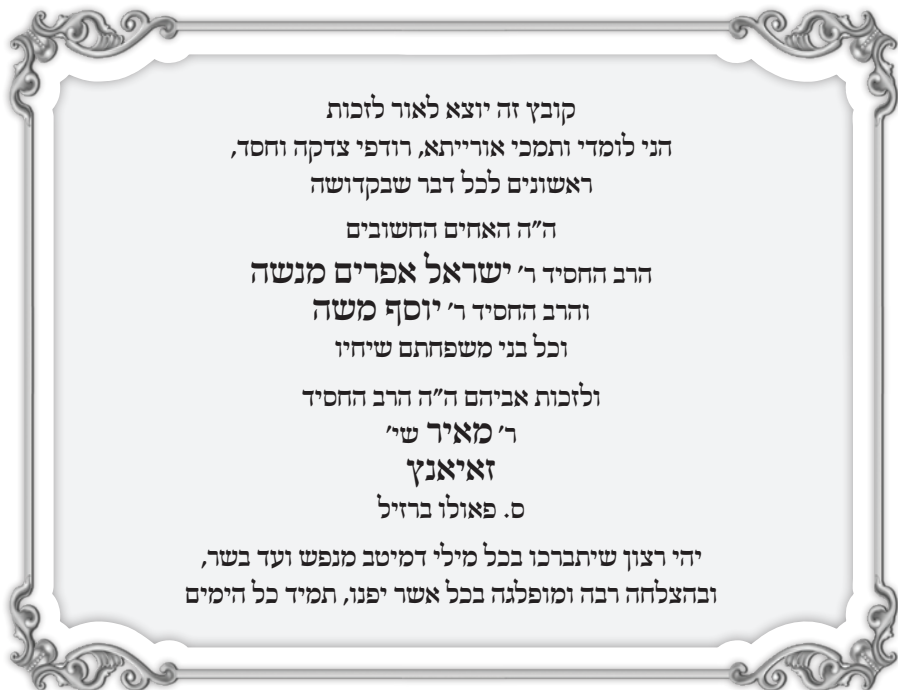 קובץ זה יוצא לאור לזכות
הני לומדי ותמכי אורייתא, רודפי צדקה וחסד,
ראשונים לכל דבר שבקדושה
ה״ה האחים החשובים
הרב החסיד ר׳ ישראל אפרים מנשה
והרב החסיד ר׳ יוסף משה
וכל בני משפחתם שיחיו
ולזכות אביהם ה״ה הרב החסיד
ר׳ מאיר שי׳
זאיאנץ
ס. פאולו ברזיל
יהי רצון שיתברכו בכל מילי דמיטב מנפש ועד בשר,
ובהצלחה רבה ומופלגה בכל אשר יפנו, תמיד כל הימים